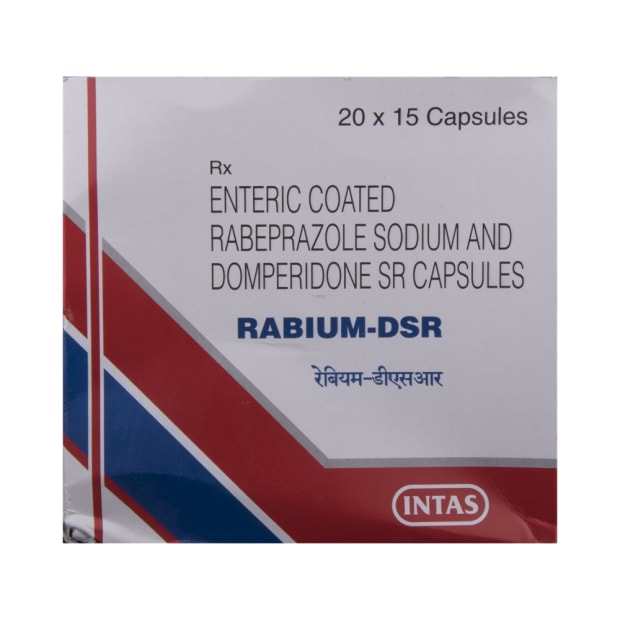 20 x 15 Capsules
Rx
ENTERIC COATED
RABEPRAZOLE SODIUM AND
DOMPERIDONE SR CAPSULES
RABIUM-DSR
रेबियम-डीएसआर
INTAS